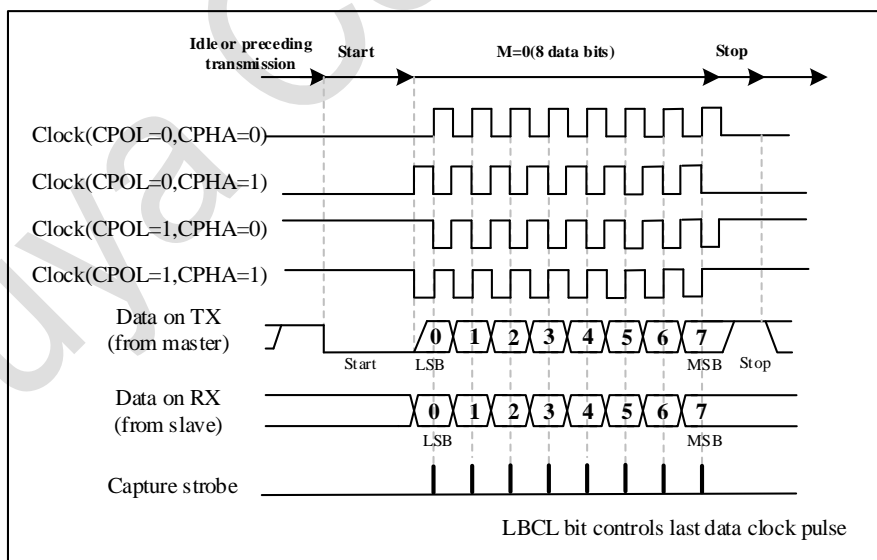 Idle or preceding transmission Start M=0(8 data bits) Stop
Clock(CPOL=0,CPHA=0)
Clock(CPOL=0,CPHA=1)
Clock(CPOL=1,CPHA=0)
Clock(CPOL=1,CPHA=1)
Data on TX
(from master)
0 1 2 3 4 5 6 7
Start LSB MSB Stop
Data on RX
(from slave)
0 1 2 3 4 5 6 7
LSB MSB
Capture strobe
LBCL bit controls last data clock pulse